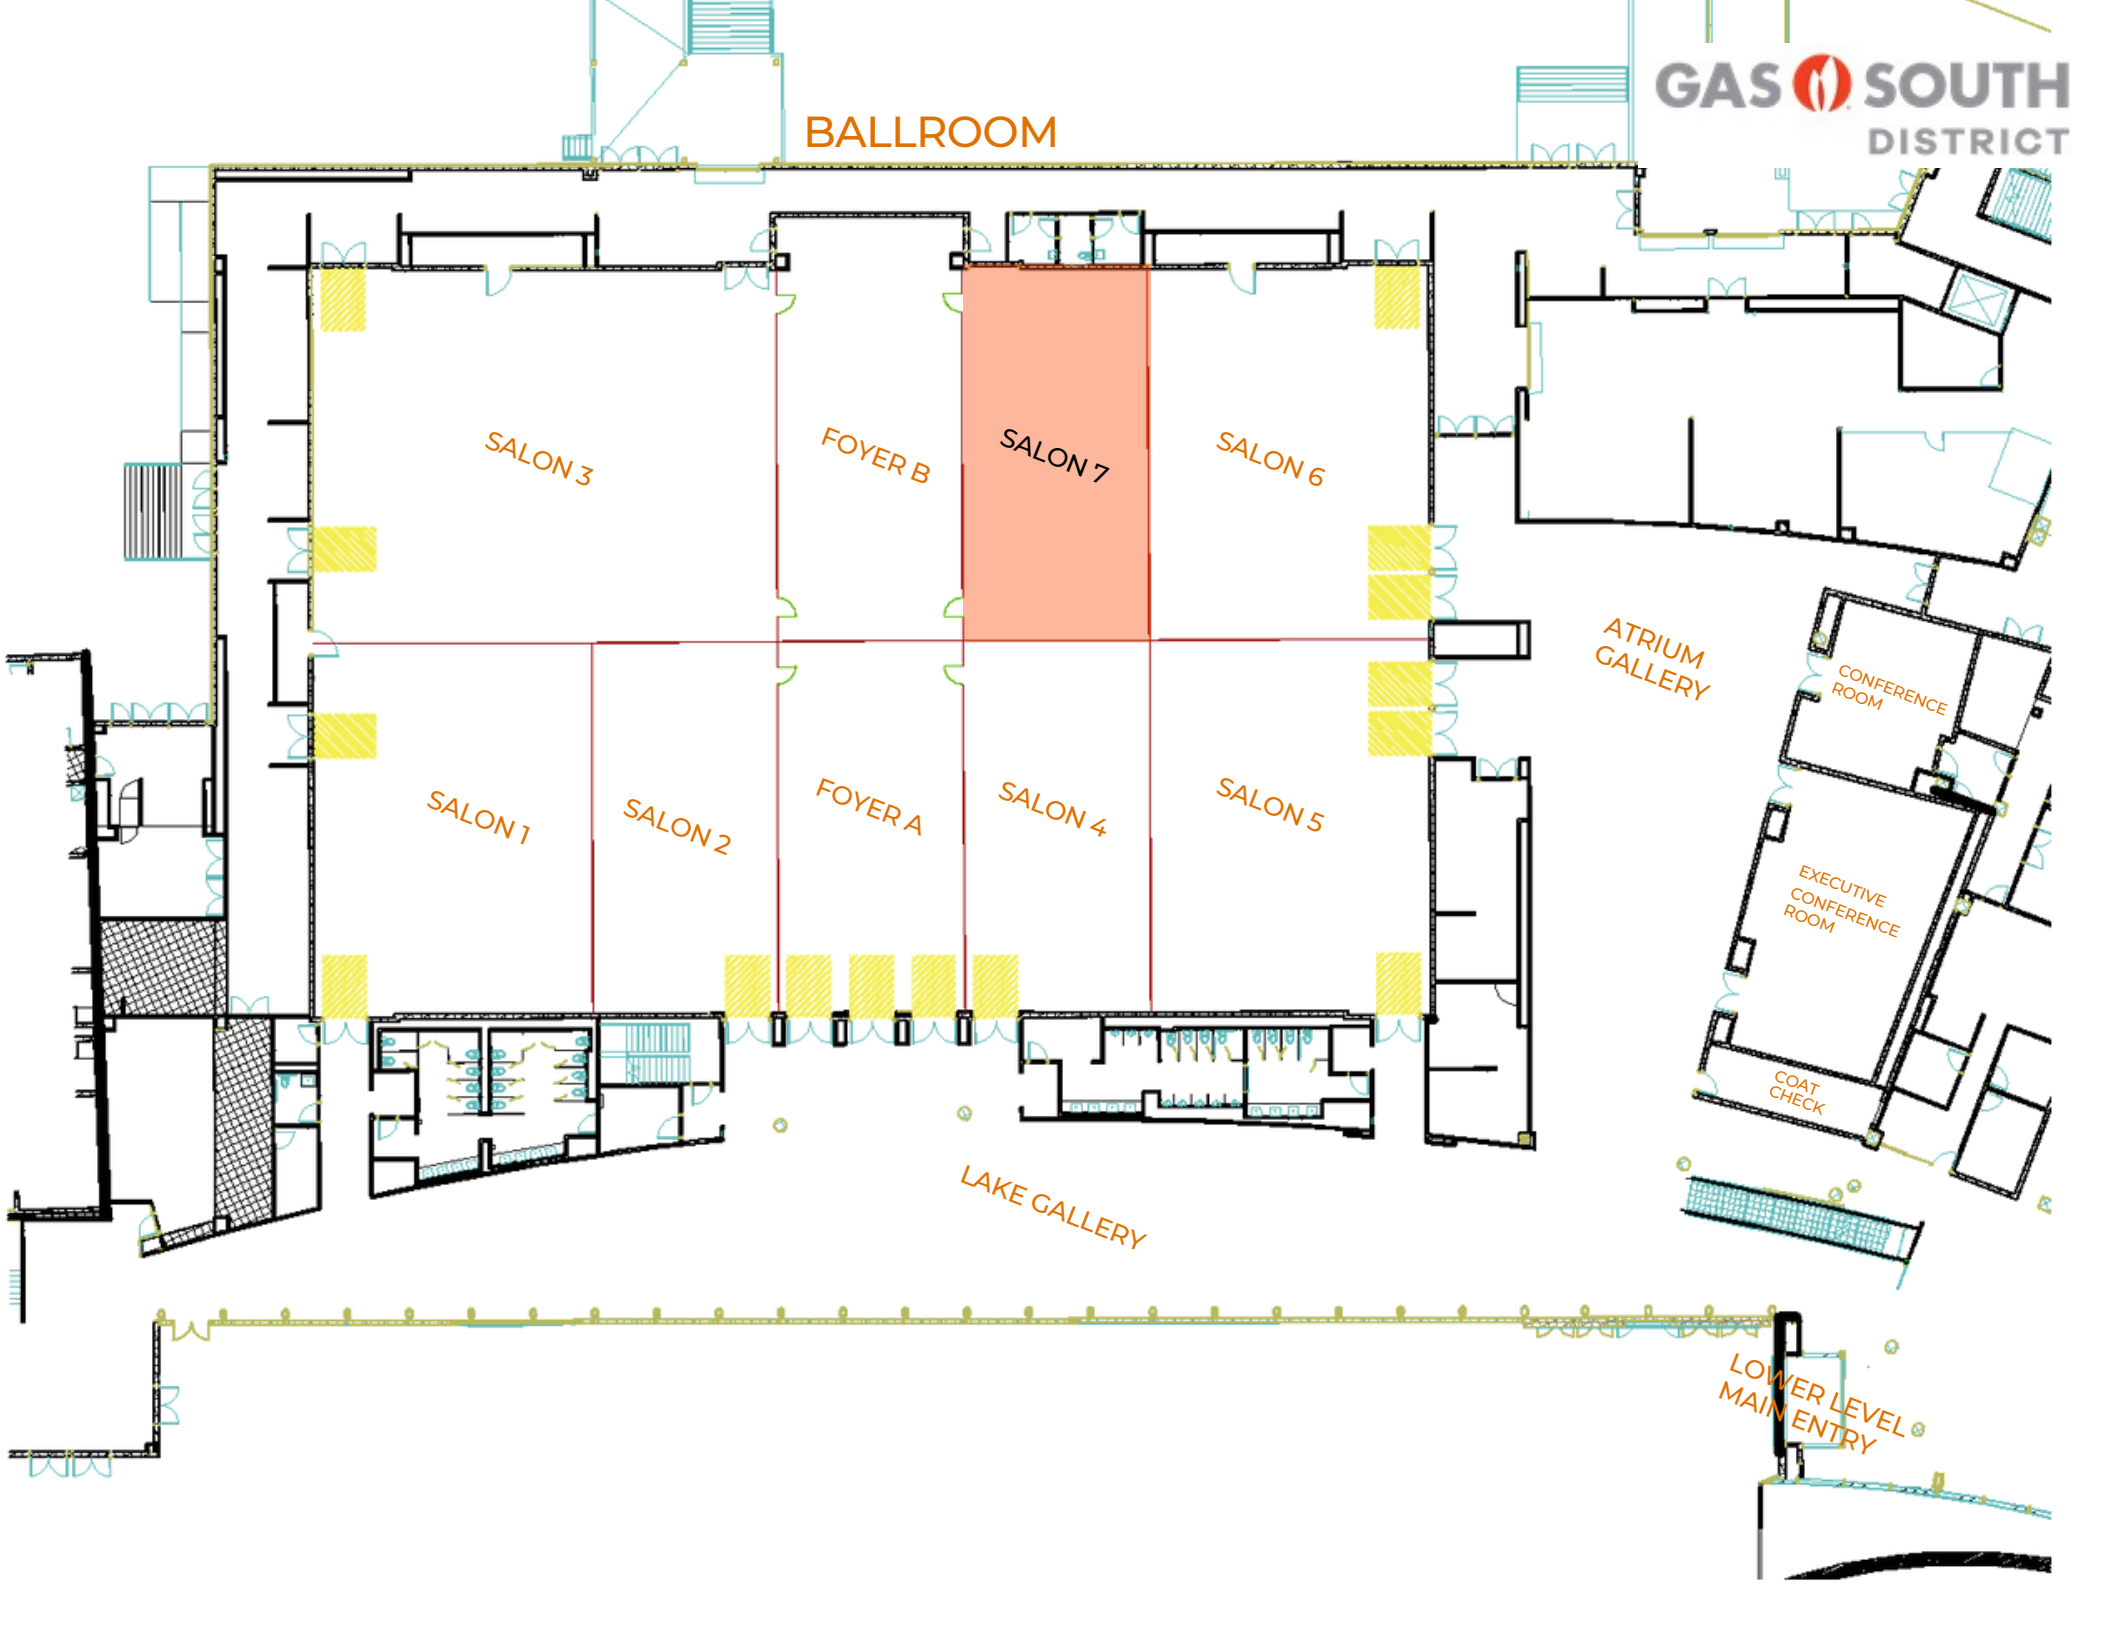 GAS SOUTH
DISTRICT
BALLROOM
SALON 3
FOYER B
SALON 7
SALON 6
ATRIUM
GALLERY
CONFERENCE
ROOM
SALON 1
SALON 2
FOYER A
SALON 4
SALON 5
EXECUTIVE
CONFERENCE
ROOM
COAT
CHECK
LAKE GALLERY
LOWER LEVEL
MAIN ENTRY